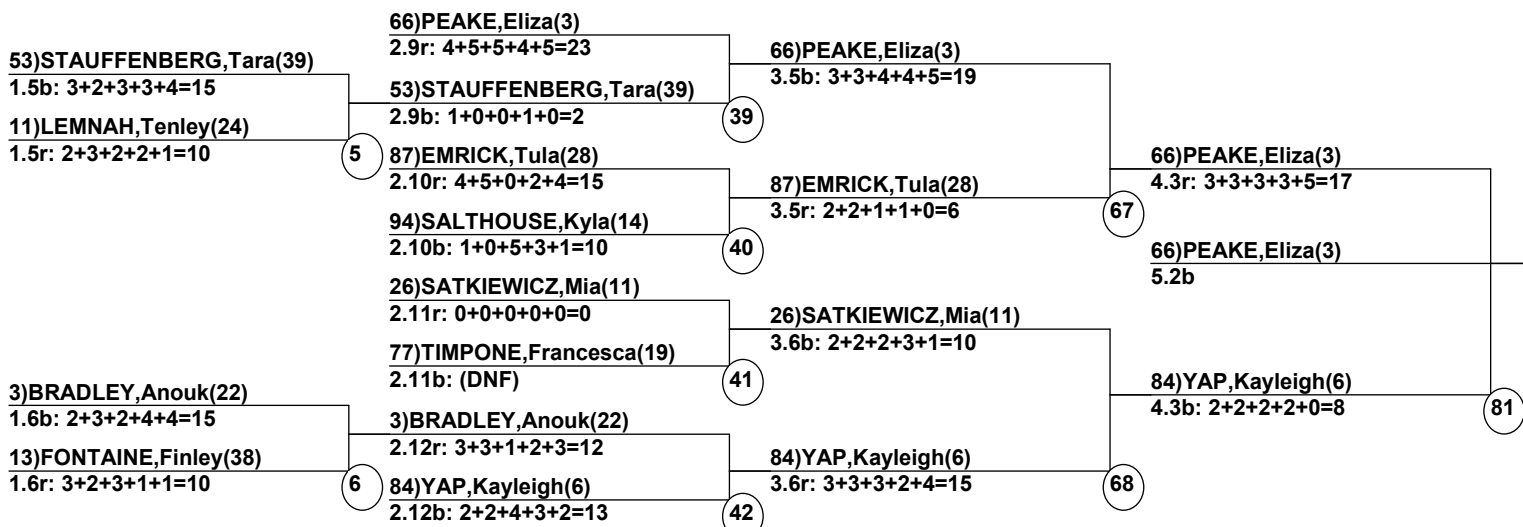 53)STAUFFENBERG,Tara(39)
1.5b: 3+2+3+3+4=15
11)LEMNAH,Tenley(24)
1.5r: 2+3+2+2+1=10
5
3)BRADLEY,Anouk(22)
1.6b: 2+3+2+4+4=15
13)FONTAINE,Finley(38)
1.6r: 3+2+3+1+1=10
6
66)PEAKE,Eliza(3)
2.9r: 4+5+5+4+5=23
53)STAUFFENBERG,Tara(39)
2.9b: 1+0+0+1+0=2
39
87)EMRICK,Tula(28)
2.10r: 4+5+0+2+4=15
94)SALTHOUSE,Kyla(14)
2.10b: 1+0+5+3+1=10
40
26)SATKIEWICZ,Mia(11)
2.11r: 0+0+0+0+0=0
77)TIMPONE,Francesca(19)
2.11b: (DNF)
41
3)BRADLEY,Anouk(22)
2.12r: 3+3+1+2+3=12
84)YAP,Kayleigh(6)
2.12b: 2+2+4+3+2=13
42
66)PEAKE,Eliza(3)
3.5b: 3+3+4+4+5=19
87)EMRICK,Tula(28)
3.5r: 2+2+1+1+0=6
67
26)SATKIEWICZ,Mia(11)
3.6b: 2+2+2+3+1=10
84)YAP,Kayleigh(6)
3.6r: 3+3+3+2+4=15
68
66)PEAKE,Eliza(3)
4.3r: 3+3+3+3+5=17
66)PEAKE,Eliza(3)
5.2b
84)YAP,Kayleigh(6)
4.3b: 2+2+2+2+0=8
81